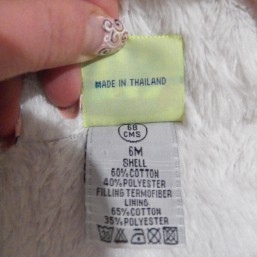 MADE IN THAILAND
68
CMS
6M
SHELL
60% COTTON
40% POLYESTER
FILLING TERMOFIBER
LINING
65% COTTON
35% POLYESTER